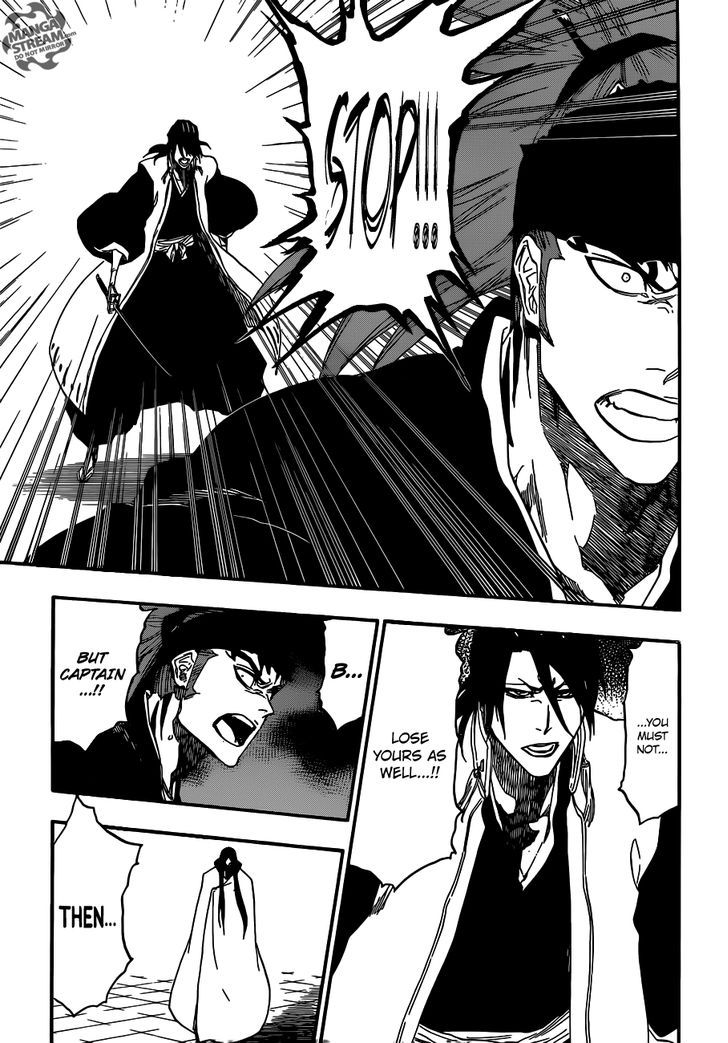 MANGA
STREAM
DO NOT MIRROR
STOP!!!
...YOU
MUST
NOT...
LOSE
YOURS AS
WELL...!!
B...
BUT
CAPTAIN
...!!
THEN...